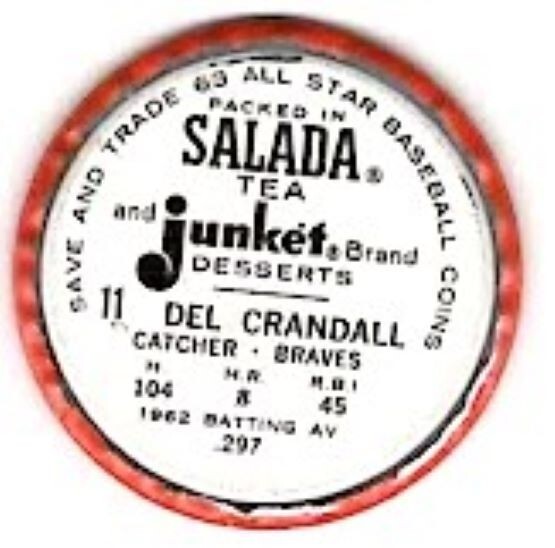 SAVE AND TRADE 63 ALL STAR BASEBALL COINS
PACKED IN
SALADA®
TEA
and junket® Brand
DESSERTS
11 DEL CRANDALL
CATCHER - BRAVES
H H.R. R.B.I
104 8 45
1962 BATTING AV
.297